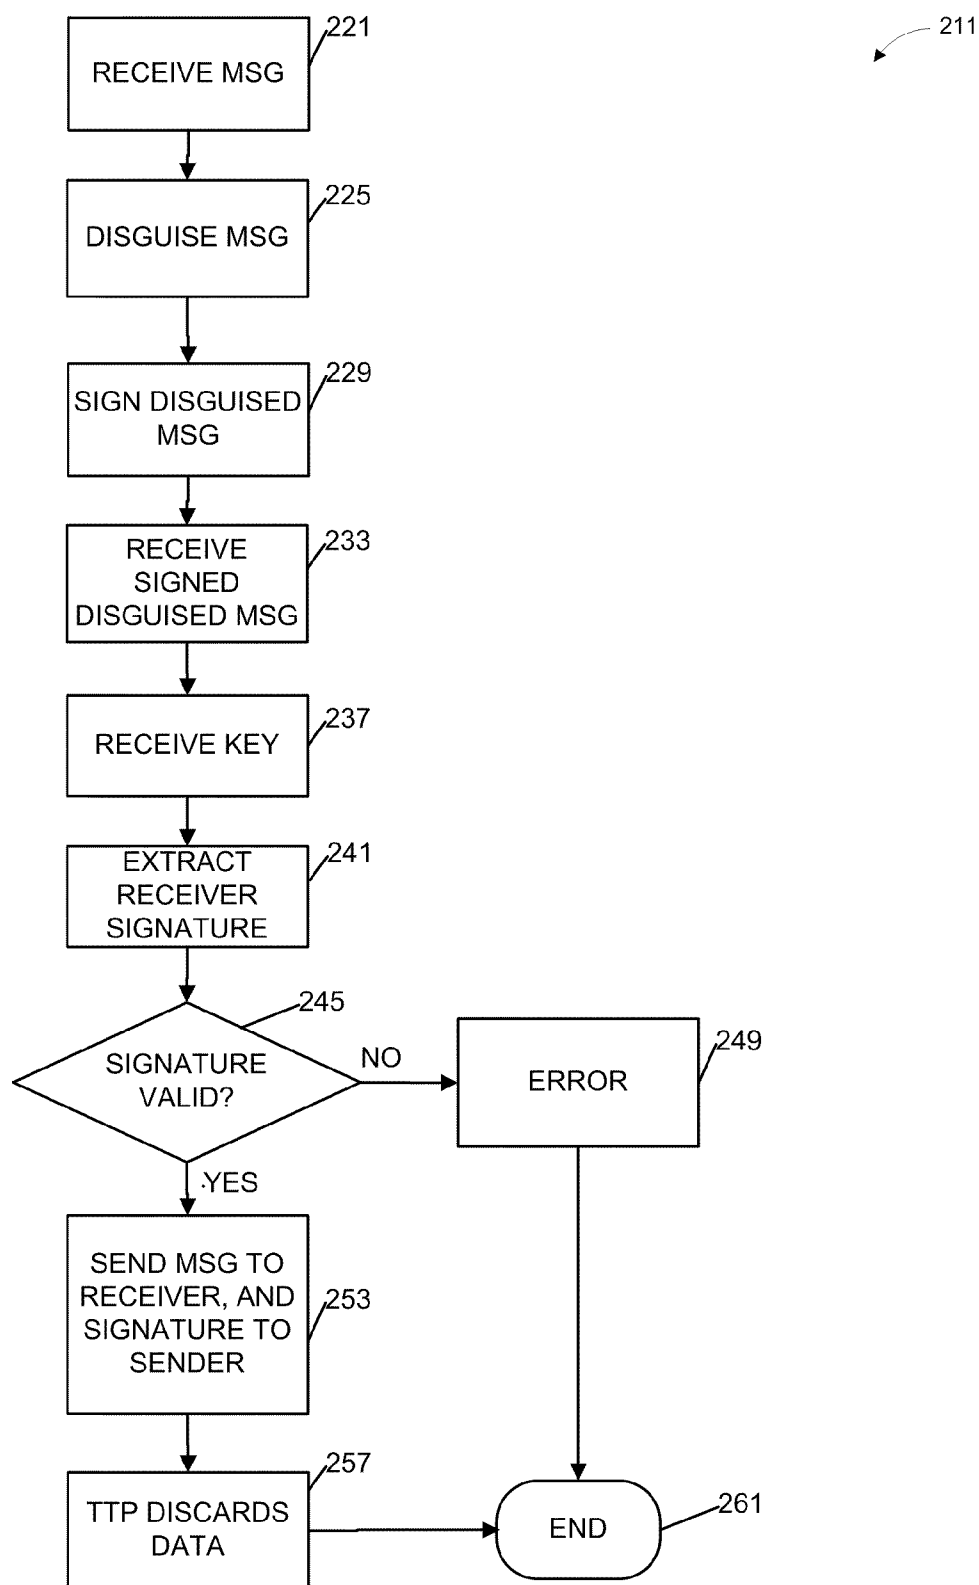 211
221
RECEIVE MSG
225
DISGUISE MSG
229
SIGN DISGUISED
MSG
233
RECEIVE
SIGNED
DISGUISED MSG
237
RECEIVE KEY
241
EXTRACT
RECEIVER
SIGNATURE
245
SIGNATURE
VALID?
NO
249
ERROR
YES
253
SEND MSG TO
RECEIVER, AND
SIGNATURE TO
SENDER
257
TTP DISCARDS
DATA
261
END